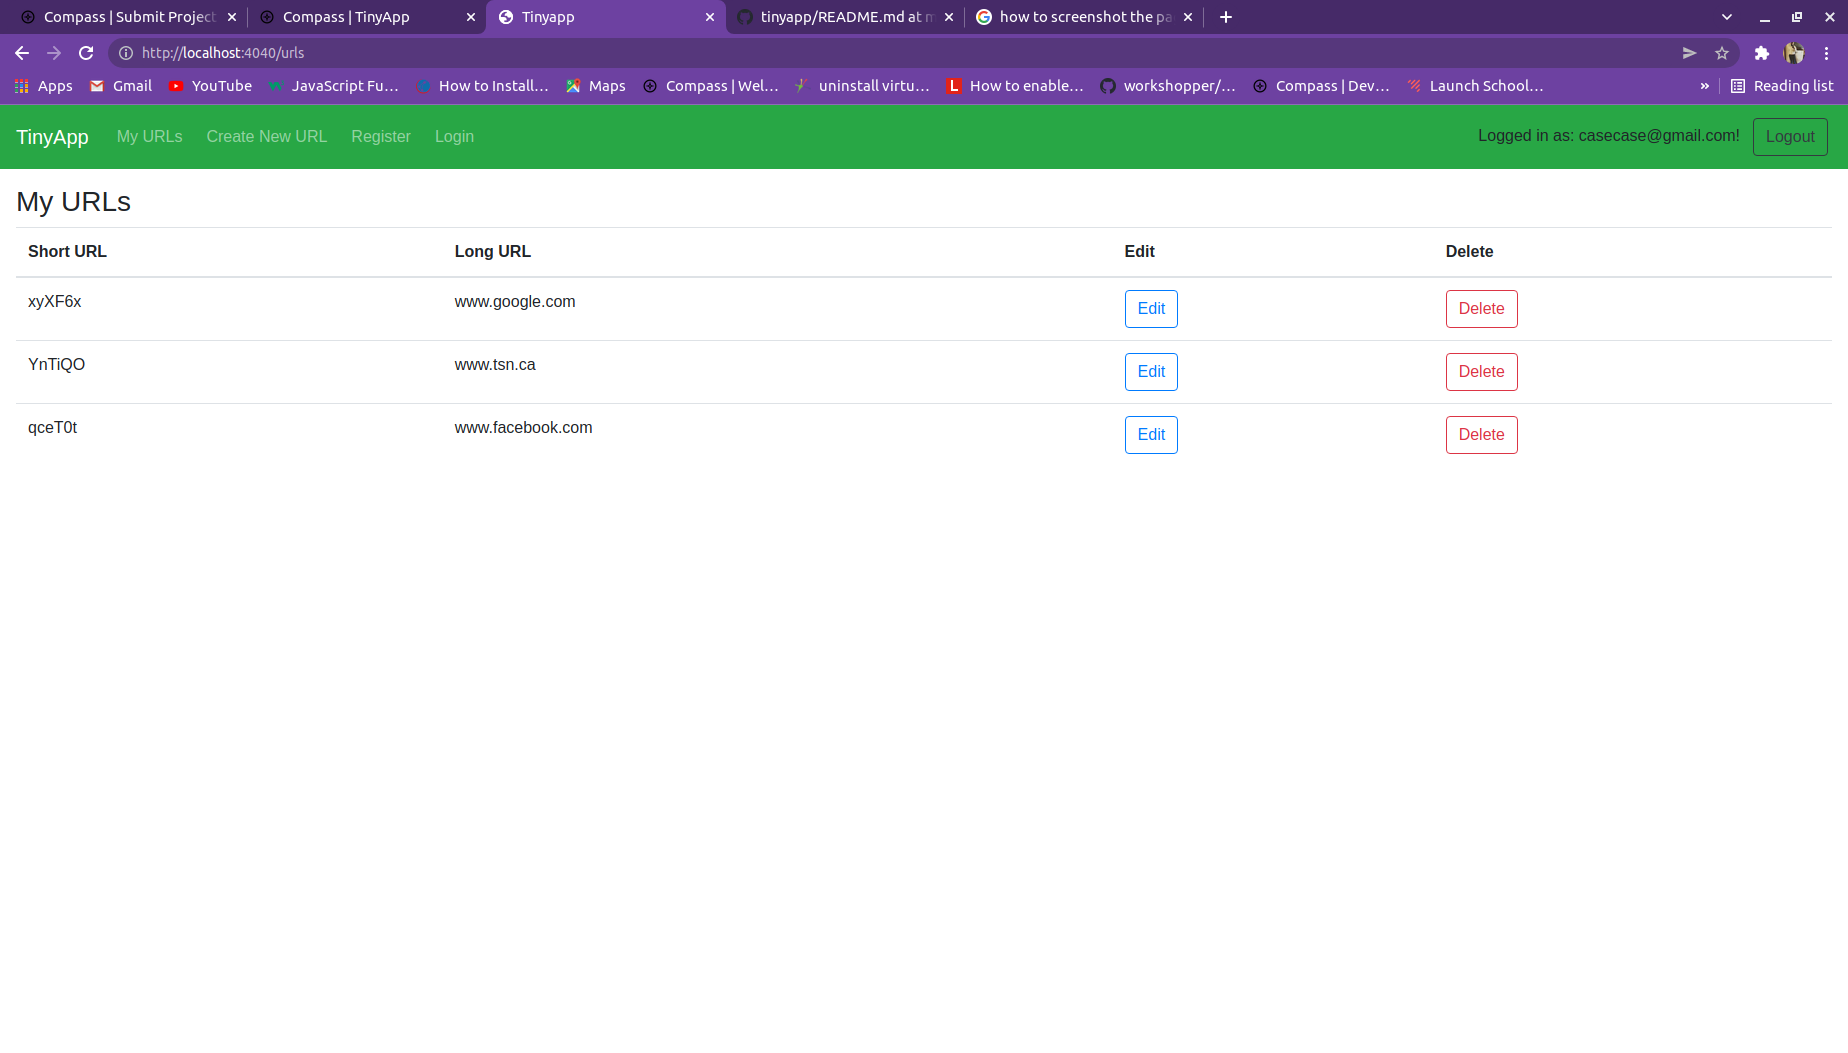 Compass | Submit Project
Compass | TinyApp
Tinyapp
tinyapp/README.md at m
how to screenshot the pa
http://localhost:4040/urls
Apps Gmail YouTube JavaScript Fu… How to Install… Maps Compass | Wel… uninstall virtu… L How to enable… workshopper/… Compass | Dev… Launch School… » Reading list
TinyApp My URLs Create New URL Register Login Logged in as: casecase@gmail.com! Logout
My URLs
Short URL Long URL Edit Delete
xyXF6x www.google.com Edit Delete
YnTiQO www.tsn.ca Edit Delete
qceT0t www.facebook.com Edit Delete